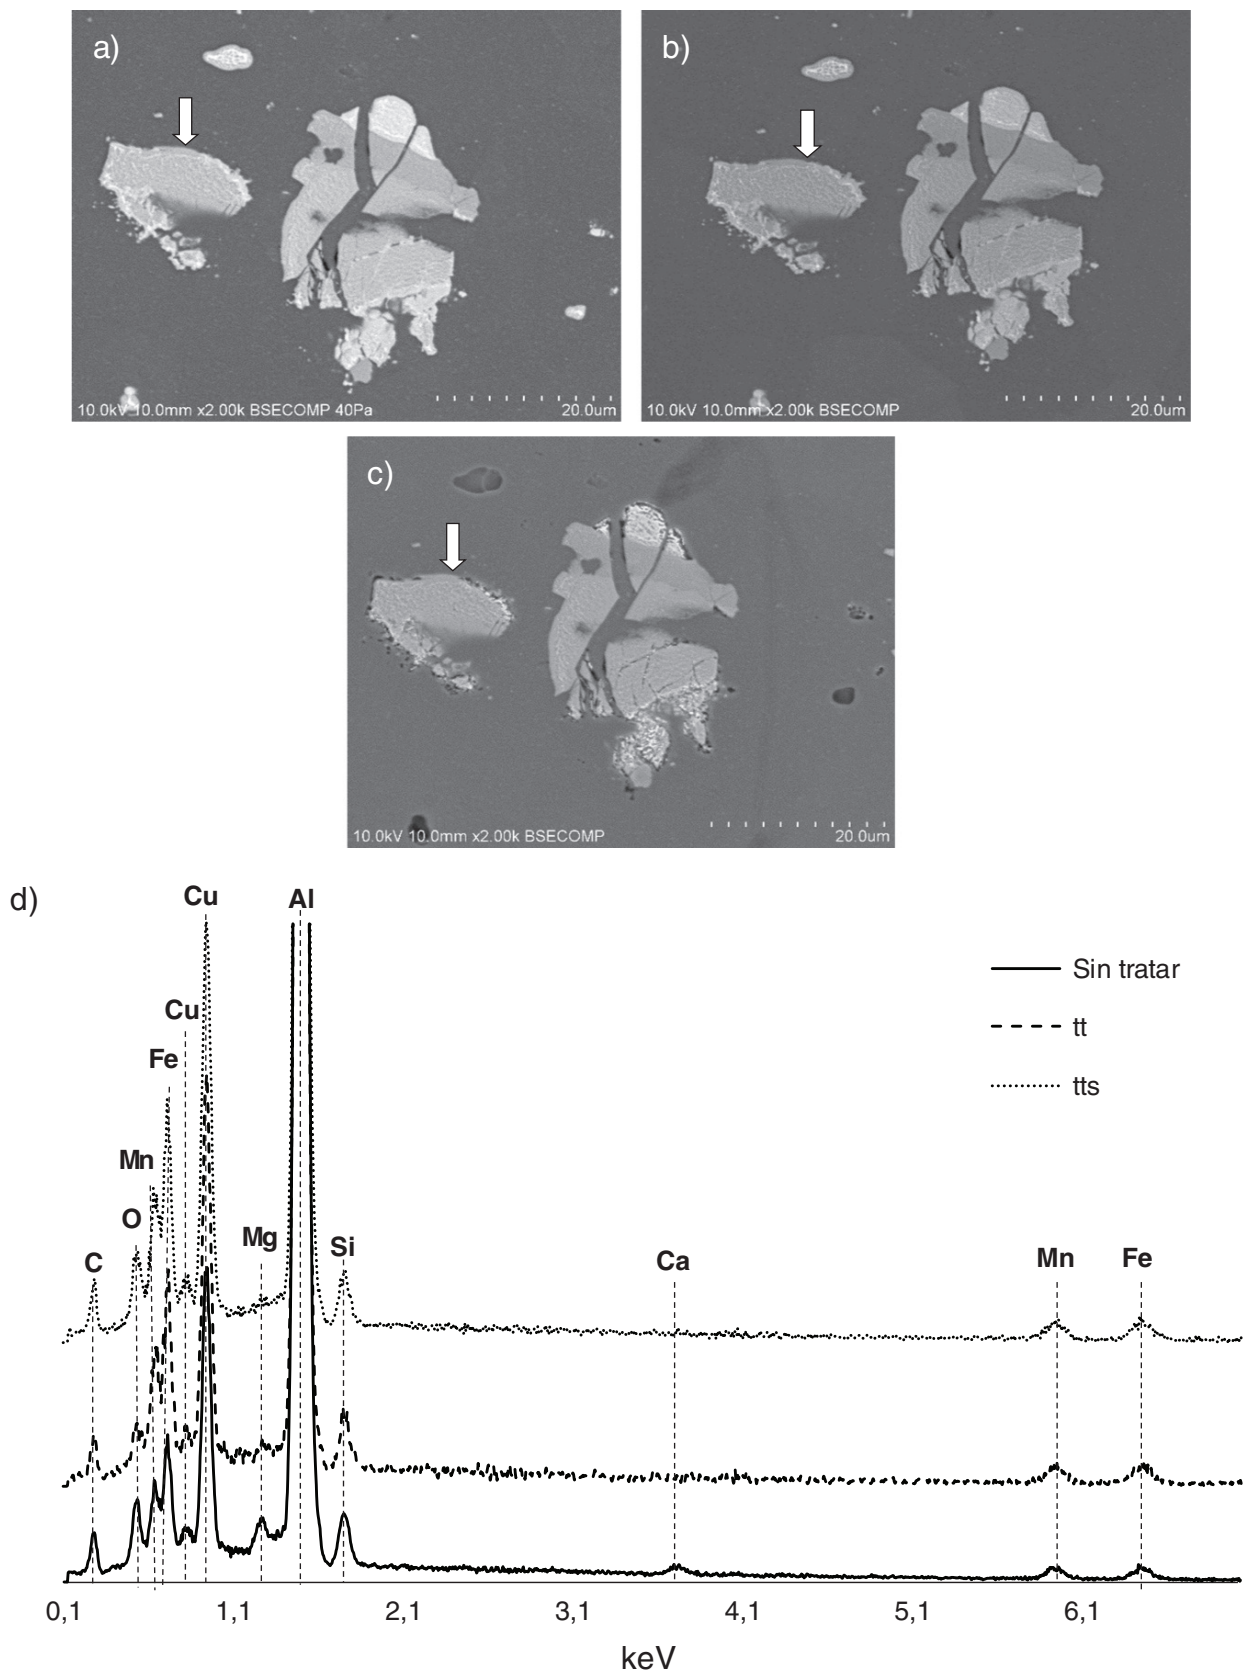 a)
10.0kV 10.0mm x2.00k BSECOMP 40Pa
20.0um
b)
10.0kV 10.0mm x2.00k BSECOMP
20.0um
c)
10.0kV 10.0mm x2.00k BSECOMP
20.0um
d)
Cu
Al
Cu
Fe
Mn
O
C
Mg
Si
Ca
Mn
Fe
Sin tratar
tt
tts
0,1
1,1
2,1
3,1
4,1
5,1
6,1
keV